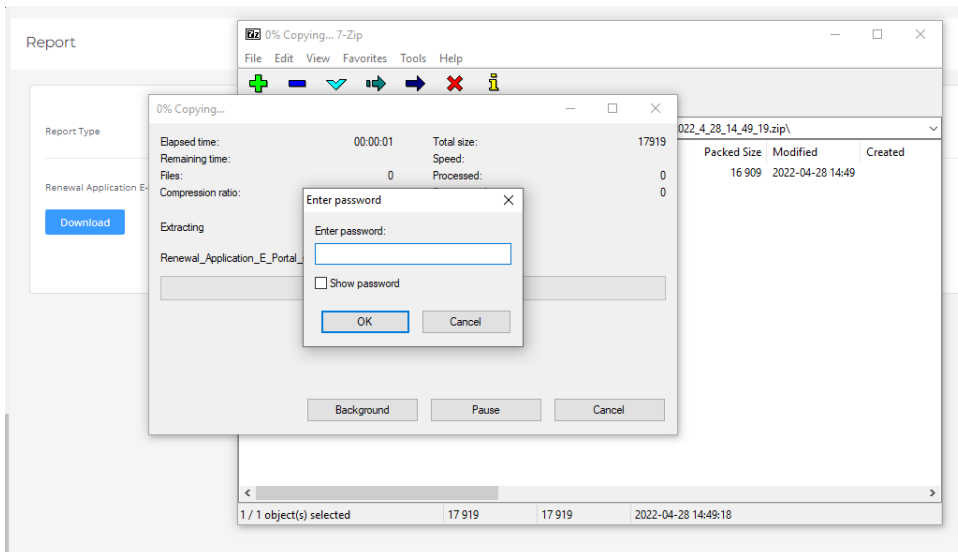 Report
Report Type
Renewal Application E-
Download
7z 0% Copying... 7-Zip
File Edit View Favorites Tools Help
022_4_28_14_49_19.zip\
Packed Size Modified Created
16 909 2022-04-28 14:49
0% Copying...
Elapsed time: 00:00:01 Total size: 17919
Remaining time: Speed:
Files: 0 Processed: 0
Compression ratio: 0
Extracting
Renewal_Application_E_Portal_
Enter password
Enter password:
Show password
OK Cancel
Background Pause Cancel
1 / 1 object(s) selected 17 919 17 919 2022-04-28 14:49:18